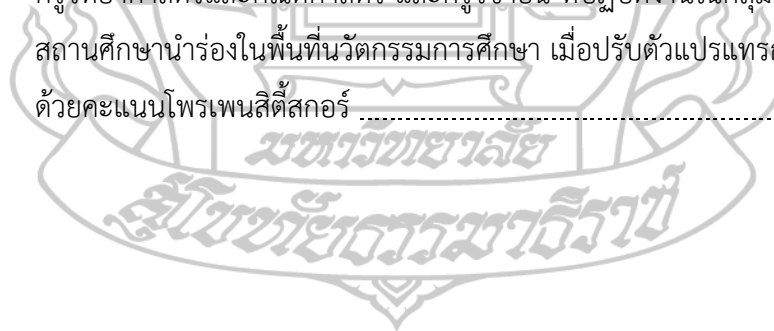 สถานศึกษานำร่องในพื้นที่นวัตกรรมการศึกษา เมื่อปรับตัวแปรแทรก
ด้วยคะแนนโพรเพนสิตี้สกอร์
มหาวิทยาลัย
สุโขทัยธรรมาธิราช